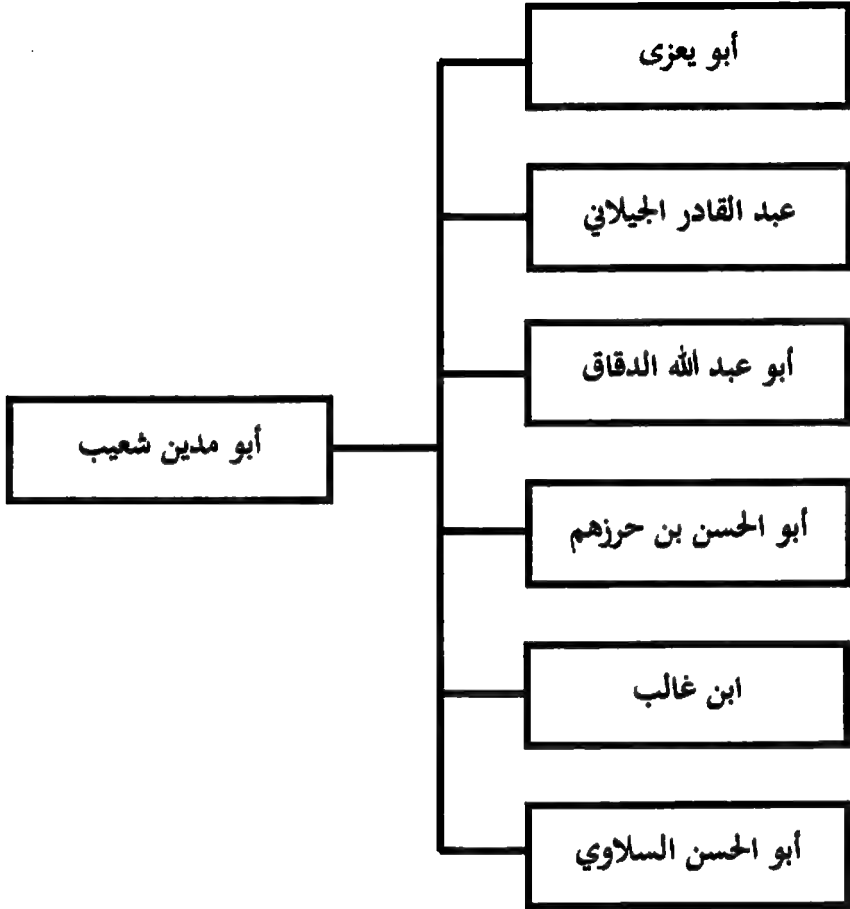 أبو يعزى
عبد القادر الجيلاني
أبو عبد الله الدقاق
أبو مدين شعيب
أبو الحسن بن حرزهم
ابن غالب
أبو الحسن السلاوي